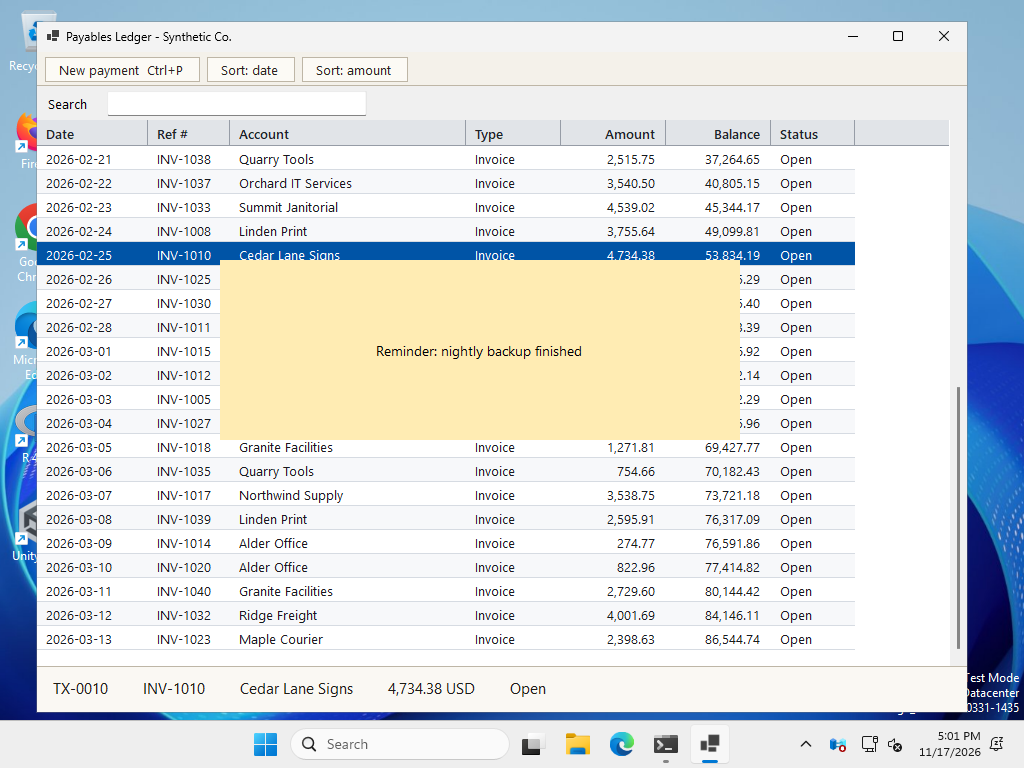 Payables Ledger - Synthetic Co.
New payment Ctrl+P
Sort: date
Sort: amount
Search
Date Ref # Account Type Amount Balance Status
2026-02-21 INV-1038 Quarry Tools Invoice 2,515.75 37,264.65 Open
2026-02-22 INV-1037 Orchard IT Services Invoice 3,540.50 40,805.15 Open
2026-02-23 INV-1033 Summit Janitorial Invoice 4,539.02 45,344.17 Open
2026-02-24 INV-1008 Linden Print Invoice 3,755.64 49,099.81 Open
2026-02-25 INV-1010 Cedar Lane Signs Invoice 4,734.38 53,834.19 Open
2026-02-26 INV-1025 .29 Open
2026-02-27 INV-1030 .40 Open
2026-02-28 INV-1011 .39 Open
2026-03-01 INV-1015 .92 Open
2026-03-02 INV-1012 .14 Open
2026-03-03 INV-1005 .29 Open
2026-03-04 INV-1027 .96 Open
Reminder: nightly backup finished
2026-03-05 INV-1018 Granite Facilities Invoice 1,271.81 69,427.77 Open
2026-03-06 INV-1035 Quarry Tools Invoice 754.66 70,182.43 Open
2026-03-07 INV-1017 Northwind Supply Invoice 3,538.75 73,721.18 Open
2026-03-08 INV-1039 Linden Print Invoice 2,595.91 76,317.09 Open
2026-03-09 INV-1014 Alder Office Invoice 274.77 76,591.86 Open
2026-03-10 INV-1020 Alder Office Invoice 822.96 77,414.82 Open
2026-03-11 INV-1040 Granite Facilities Invoice 2,729.60 80,144.42 Open
2026-03-12 INV-1032 Ridge Freight Invoice 4,001.69 84,146.11 Open
2026-03-13 INV-1023 Maple Courier Invoice 2,398.63 86,544.74 Open
TX-0010 INV-1010 Cedar Lane Signs 4,734.38 USD Open
Test Mode
Datacenter
0331-1435
Search
5:01 PM
11/17/2026